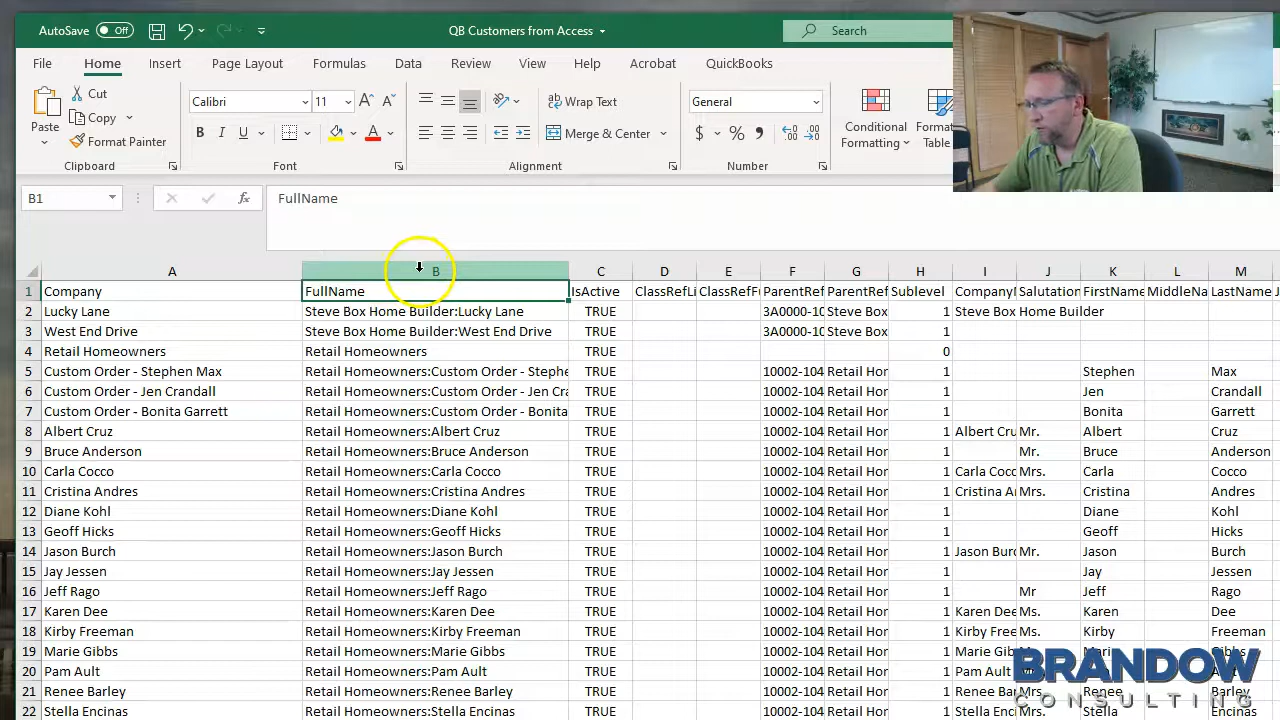 AutoSave Off QB Customers from Access Search
File Home Insert Page Layout Formulas Data Review View Help Acrobat QuickBooks
Paste Cut Copy Format Painter
Clipboard
Calibri 11
B I U
Font
Wrap Text
Merge & Center
Alignment
General
$ % 9
Number
Conditional Formatting
Format Table
B1 fx FullName
A B C D E F G H I J K L M
1 Company FullName IsActive ClassRefLi ClassRefFu ParentRef ParentRef Sublevel CompanyN Salutation FirstName MiddleNa LastName J
2 Lucky Lane Steve Box Home Builder:Lucky Lane TRUE 3A0000-10 Steve Box 1 Steve Box Home Builder
3 West End Drive Steve Box Home Builder:West End Drive TRUE 3A0000-10 Steve Box 1
4 Retail Homeowners Retail Homeowners TRUE 0
5 Custom Order - Stephen Max Retail Homeowners:Custom Order - Stephe TRUE 10002-104 Retail Hor 1 Stephen Max
6 Custom Order - Jen Crandall Retail Homeowners:Custom Order - Jen Cra TRUE 10002-104 Retail Hor 1 Jen Crandall
7 Custom Order - Bonita Garrett Retail Homeowners:Custom Order - Bonita TRUE 10002-104 Retail Hor 1 Bonita Garrett
8 Albert Cruz Retail Homeowners:Albert Cruz TRUE 10002-104 Retail Hor 1 Albert Cru Mr. Albert Cruz
9 Bruce Anderson Retail Homeowners:Bruce Anderson TRUE 10002-104 Retail Hor 1 Mr. Bruce Anderson
10 Carla Cocco Retail Homeowners:Carla Cocco TRUE 10002-104 Retail Hor 1 Carla Cocc Mrs. Carla Cocco
11 Cristina Andres Retail Homeowners:Cristina Andres TRUE 10002-104 Retail Hor 1 Cristina An Mrs. Cristina Andres
12 Diane Kohl Retail Homeowners:Diane Kohl TRUE 10002-104 Retail Hor 1 Diane Kohl
13 Geoff Hicks Retail Homeowners:Geoff Hicks TRUE 10002-104 Retail Hor 1 Geoff Hicks
14 Jason Burch Retail Homeowners:Jason Burch TRUE 10002-104 Retail Hor 1 Jason Burc Mr. Jason Burch
15 Jay Jessen Retail Homeowners:Jay Jessen TRUE 10002-104 Retail Hor 1 Jay Jessen
16 Jeff Rago Retail Homeowners:Jeff Rago TRUE 10002-104 Retail Hor 1 Mr Jeff Rago
17 Karen Dee Retail Homeowners:Karen Dee TRUE 10002-104 Retail Hor 1 Karen Dee Ms. Karen Dee
18 Kirby Freeman Retail Homeowners:Kirby Freeman TRUE 10002-104 Retail Hor 1 Kirby Free Ms. Kirby Freeman
19 Marie Gibbs Retail Homeowners:Marie Gibbs TRUE 10002-104 Retail Hor 1 Marie Gib Ms. Marie Gibbs
20 Pam Ault Retail Homeowners:Pam Ault TRUE 10002-104 Retail Hor 1 Pam Ault
21 Renee Barley Retail Homeowners:Renee Barley TRUE 10002-104 Retail Hor 1 Renee Bar Mrs. Renee Barley
22 Stella Encinas Retail Homeowners:Stella Encinas TRUE 10002-104 Retail Hor 1 Stella Enci Mrs. Stella Encinas
BRANDOW
CONSULTING